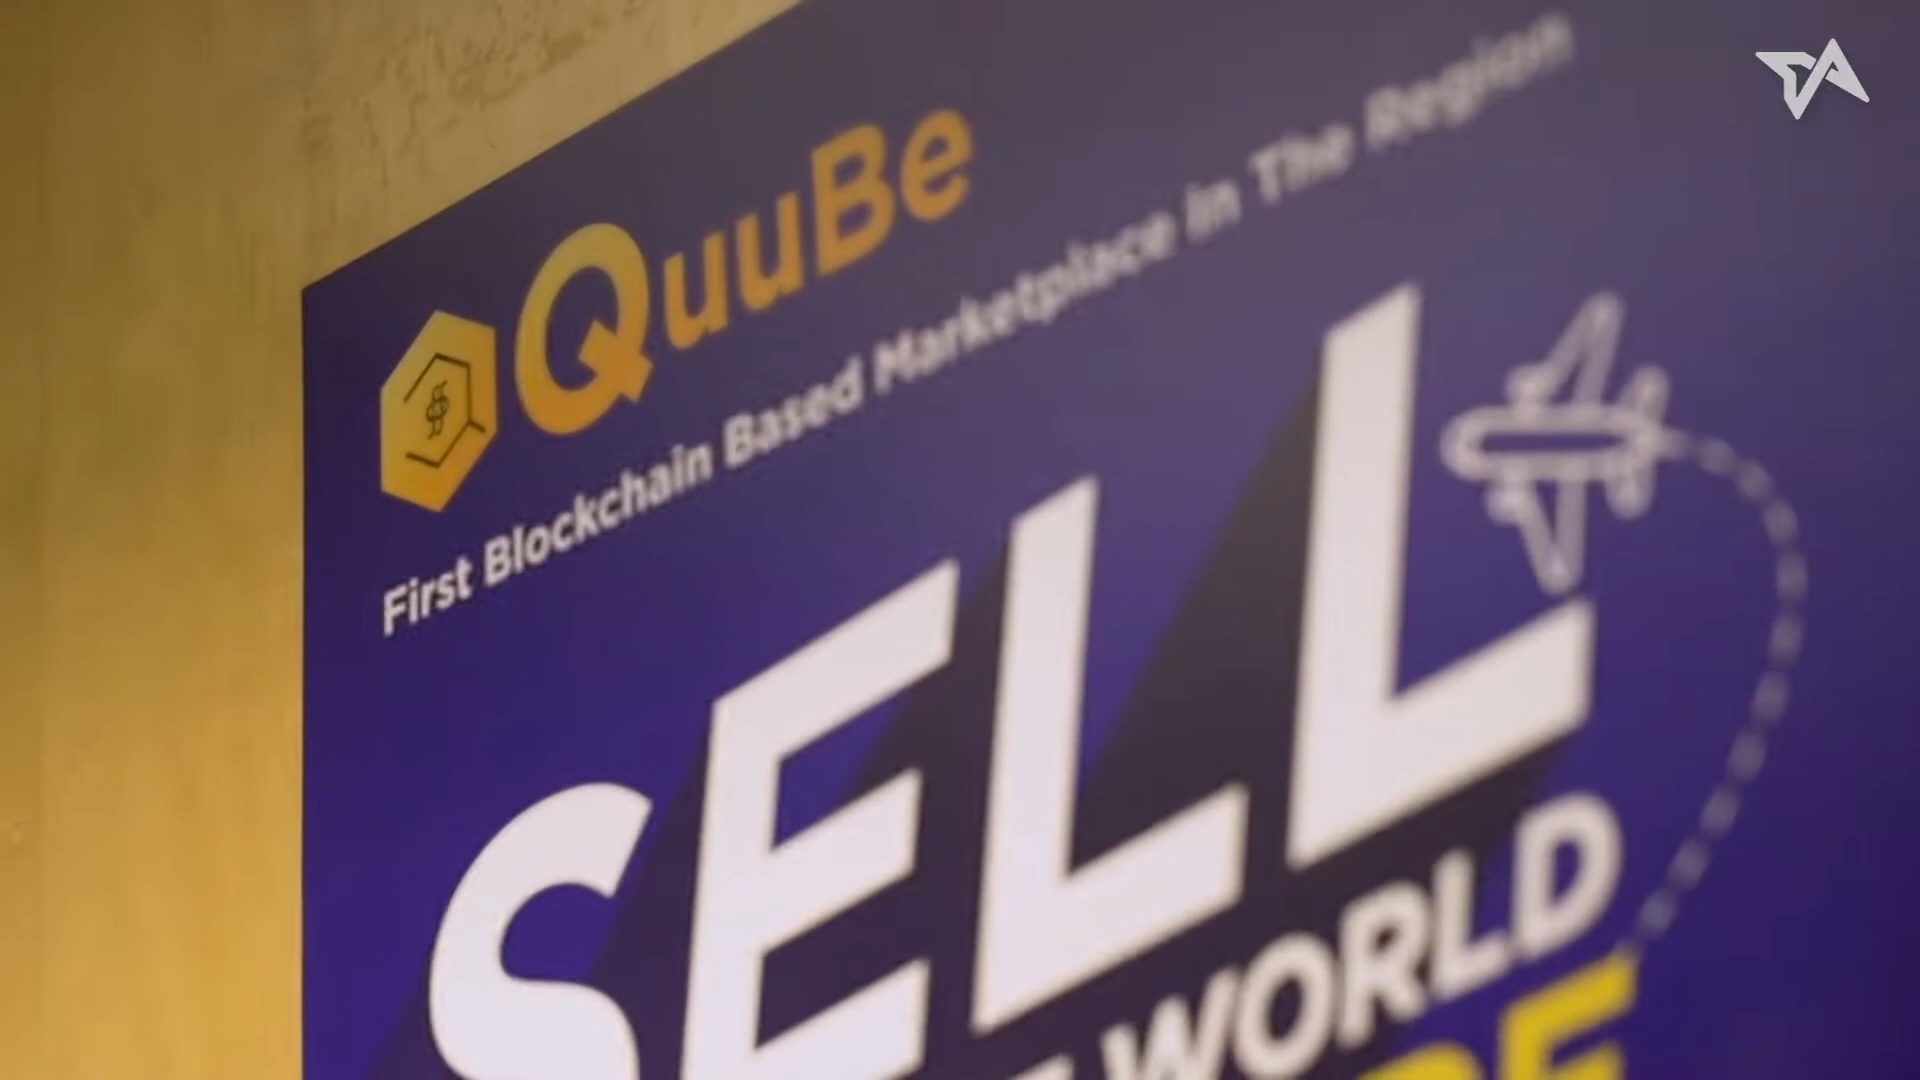 QuuBe
First Blockchain Based Marketplace In The Region
SELL
WORLD